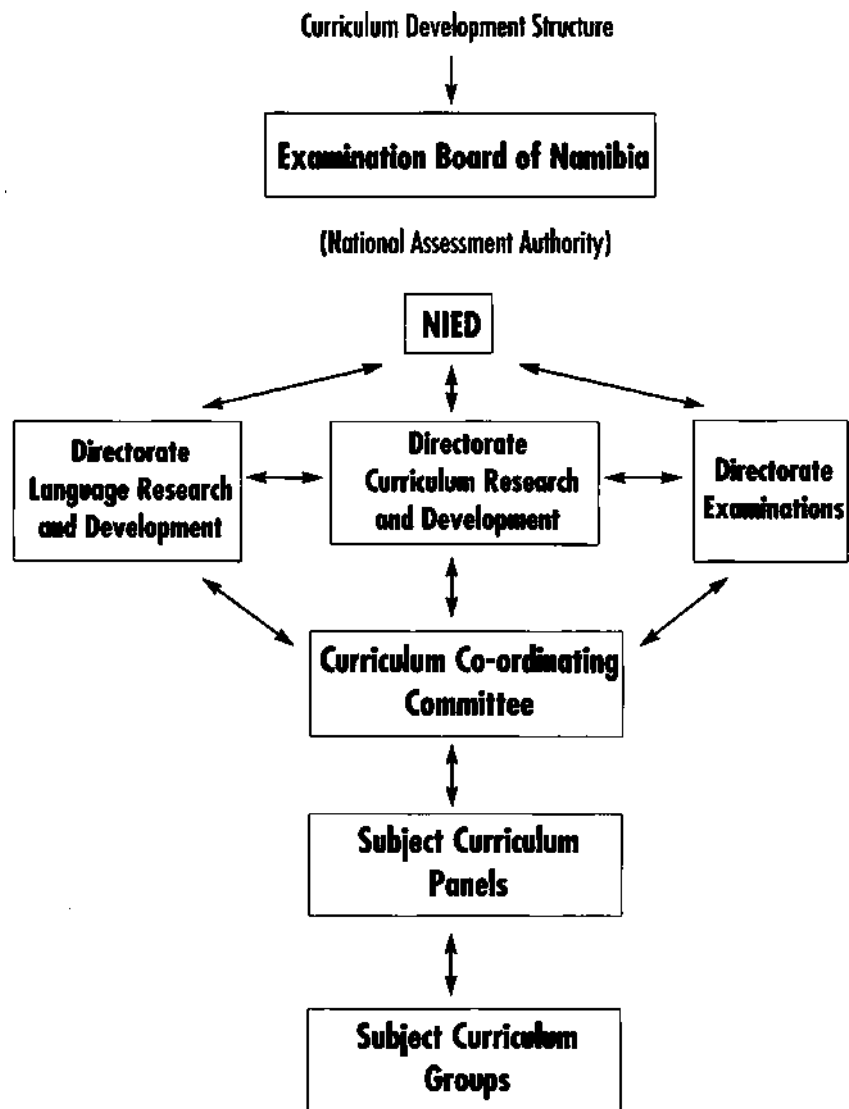 Curriculum Development Structure
Examination Board of Namibia
(National Assessment Authority)
NIED
Directorate
Language Research
and Development
Directorate
Curriculum Research
and Development
Directorate
Examinations
Curriculum Co-ordinating
Committee
Subject Curriculum
Panels
Subject Curriculum
Groups